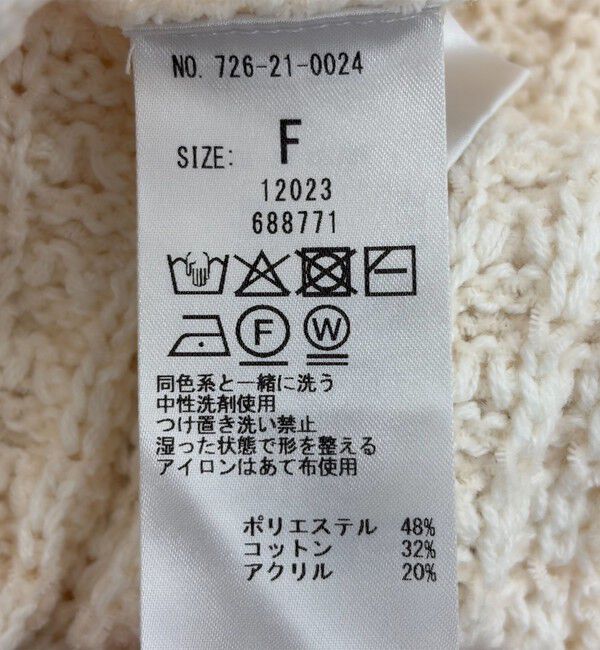 NO. 726-21-0024
SIZE: F
12023
688771
F W
同色系と一緒に洗う
中性洗剤使用
つけ置き洗い禁止
湿った状態で形を整える
アイロンはあて布使用
ポリエステル 48%
コットン 32%
アクリル 20%